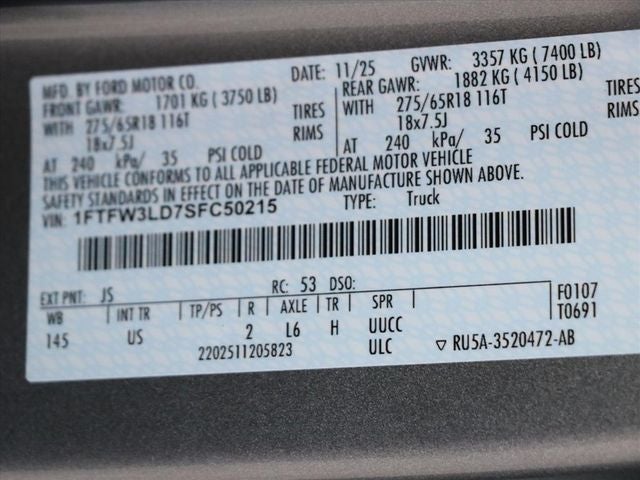 MFD. BY FORD MOTOR CO.
DATE: 11/25 GVWR: 3357 KG ( 7400 LB)
FRONT GAWR: 1701 KG ( 3750 LB)
REAR GAWR: 1882 KG ( 4150 LB)
WITH 275/65R18 116T TIRES
WITH 275/65R18 116T TIRES
18x7.5J RIMS
18x7.5J RIMS
AT 240 kPa/ 35 PSI COLD
AT 240 kPa/ 35 PSI COLD
THIS VEHICLE CONFORMS TO ALL APPLICABLE FEDERAL MOTOR VEHICLE
SAFETY STANDARDS IN EFFECT ON THE DATE OF MANUFACTURE SHOWN ABOVE.
VIN: 1FTFW3LD7SFC50215 TYPE: Truck
EXT PNT: JS RC: 53 DSO:
WB INT TR TP/PS R AXLE TR SPR
145 US 2 L6 H UUCC
F0107
T0691
2202511205823 ULC ▽ RU5A-3520472-AB